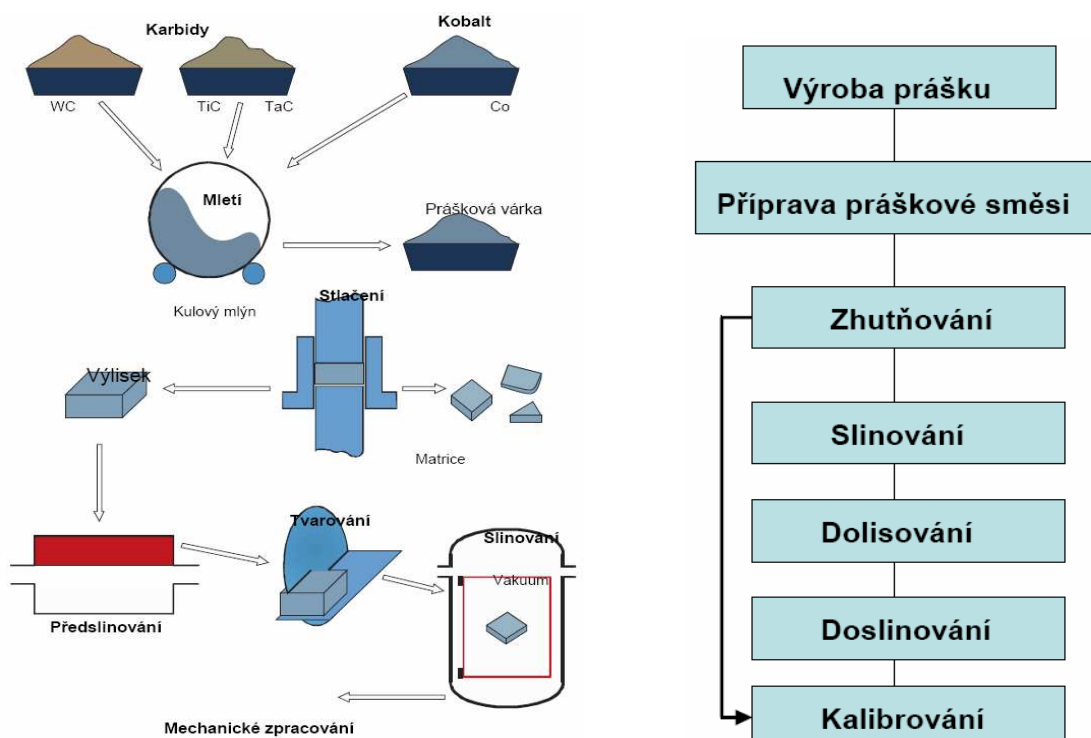 Karbidy
Kobalt
WC
TiC
TaC
Co
Mletí
Prášková várka
Kulový mlýn
Stlačení
Výlisek
Matrice
Tvarování
Slinování
Vakuum
Předslinování
Mechanické zpracování
Výroba prášku
Příprava práškové směsi
Zhutňování
Slinování
Dolisování
Doslinování
Kalibrování